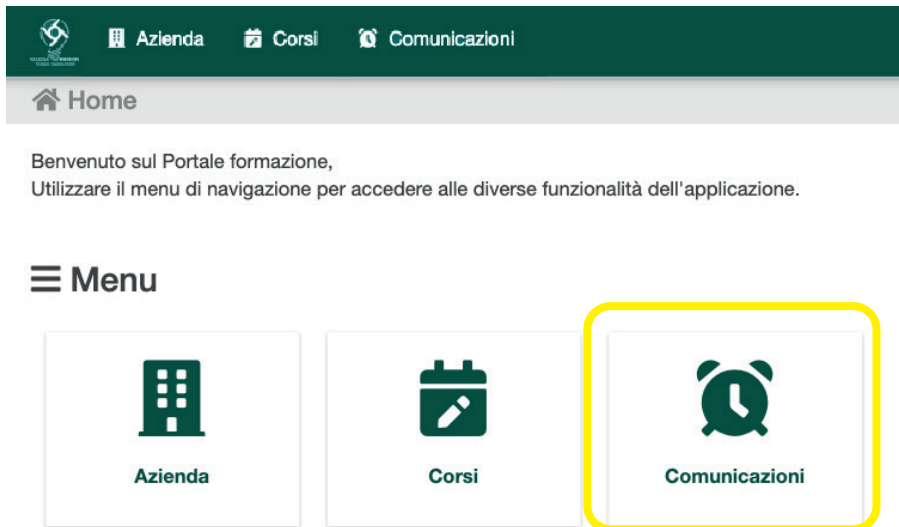 Azienda Corsi Comunicazioni
Home
Benvenuto sul Portale formazione,
Utilizzare il menu di navigazione per accedere alle diverse funzionalità dell'applicazione.
Menu
Azienda Corsi Comunicazioni